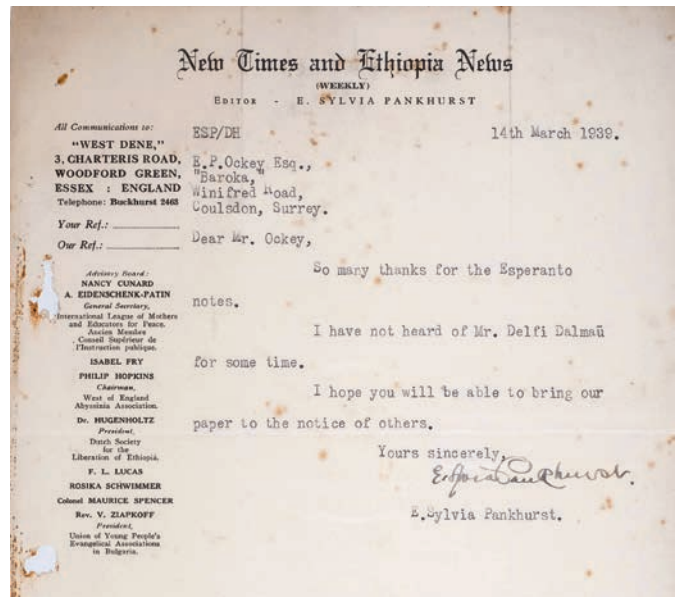 New Times and Ethiopia News
(WEEKLY)
EDITOR - E. SYLVIA PANKHURST
All Communications to:
"WEST DENE,"
3, CHARTERIS ROAD,
WOODFORD GREEN,
ESSEX : ENGLAND
Telephone: Buckhurst 2463
Your Ref.:
Our Ref.:
Advisory Board:
NANCY CUNARD
A. EIDENSCHENK-PATIN
General Secretary,
International League of Mothers
and Educators for Peace.
Ancien Membre
Conseil Supérieur de
l'Instruction publique.
ISABEL FRY
PHILIP HOPKINS
Chairman,
West of England
Abyssinia Association.
Dr. HUGENHOLTZ
President,
Dutch Society
for the
Liberation of Ethiopia.
F. L. LUCAS
ROSIKA SCHWIMMER
Colonel MAURICE SPENCER
Rev. V. ZIAPKOFF
President,
Union of Young People's
Evangelical Associations
in Bulgaria.
ESP/DH 14th March 1939.
E.P.Ockey Esq.,
"Baroka,"
Winifred Road,
Coulsdon, Surrey.
Dear Mr. Ockey,
So many thanks for the Esperanto
notes.
I have not heard of Mr. Delfi Dalmaŭ
for some time.
I hope you will be able to bring our
paper to the notice of others.
Yours sincerely,
E. Sylvia Pankhurst.
E.Sylvia Pankhurst.